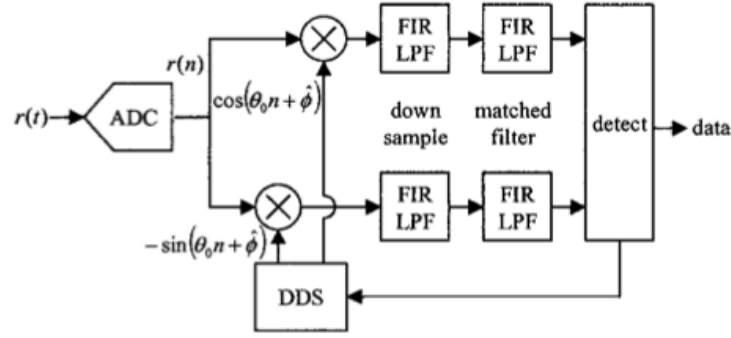 FIR
LPF
FIR
LPF
r(n)
r(t)
ADC
cos(θ₀n + φ̂)
down
sample
matched
filter
detect
data
FIR
LPF
FIR
LPF
−sin(θ₀n + φ̂)
DDS